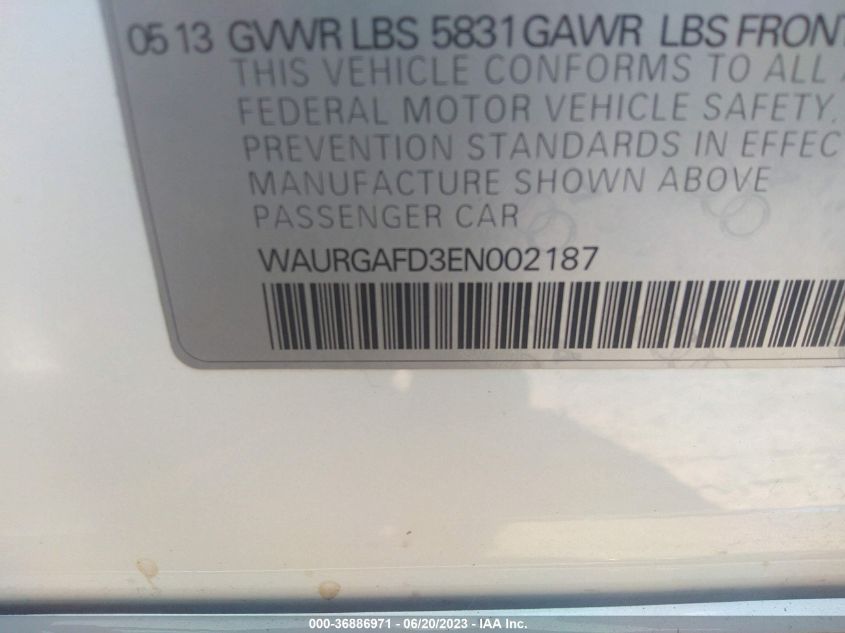 05 13 GVWR LBS 5831 GAWR LBS FRONT
THIS VEHICLE CONFORMS TO ALL A
FEDERAL MOTOR VEHICLE SAFETY,
PREVENTION STANDARDS IN EFFEC
MANUFACTURE SHOWN ABOVE
PASSENGER CAR
WAURGAFD3EN002187
000-36886971 - 06/20/2023 - IAA Inc.